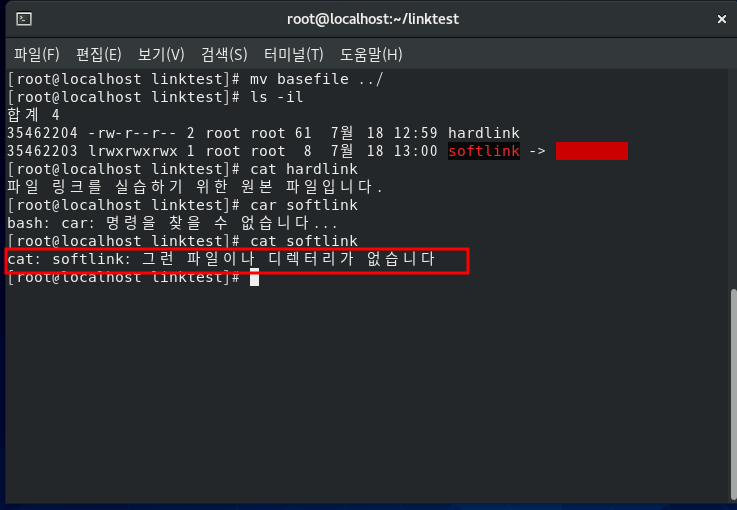 root@localhost:~/linktest
파일(F) 편집(E) 보기(V) 검색(S) 터미널(T) 도움말(H)
[root@localhost linktest]# mv basefile ../
[root@localhost linktest]# ls -il
합계 4
35462204 -rw-r--r-- 2 root root 61  7월 18 12:59 hardlink
35462203 lrwxrwxrwx 1 root root  8  7월 18 13:00 softlink ->
[root@localhost linktest]# cat hardlink
파일 링크를 실습하기 위한 원본 파일입니다.
[root@localhost linktest]# car softlink
bash: car: 명령을 찾을 수 없습니다...
[root@localhost linktest]# cat softlink
cat: softlink: 그런 파일이나 디렉터리가 없습니다
[root@localhost linktest]#